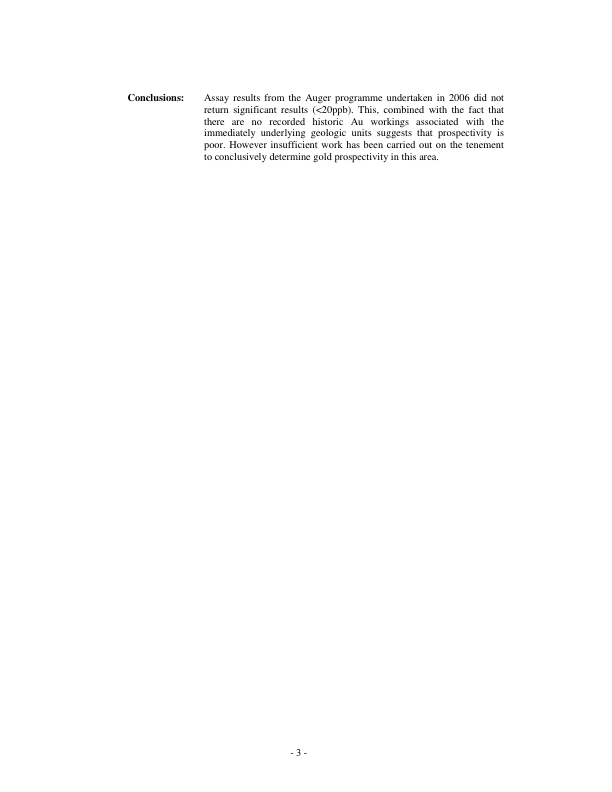 Conclusions: Assay results from the Auger programme undertaken in 2006 did not
return significant results (<20ppb). This, combined with the fact that
there are no recorded historic Au workings associated with the
immediately underlying geologic units suggests that prospectivity is
poor. However insufficient work has been carried out on the tenement
to conclusively determine gold prospectivity in this area.
- 3 -